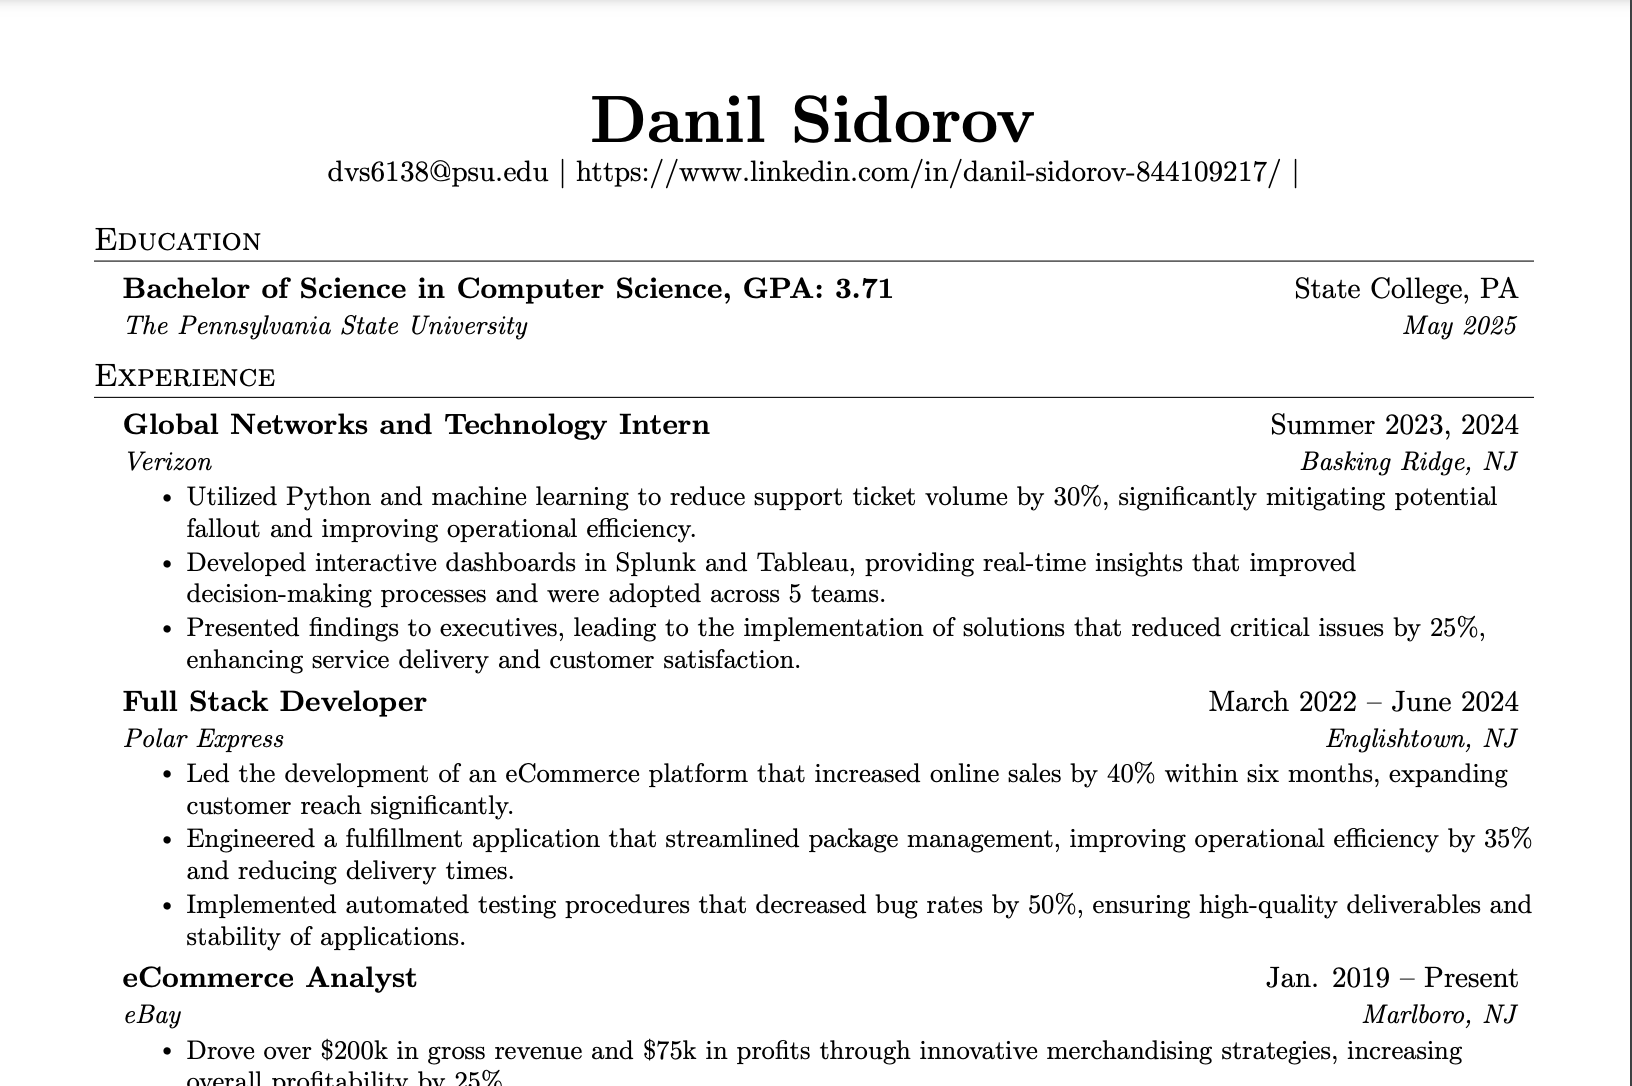 Danil Sidorov
dvs6138@psu.edu | https://www.linkedin.com/in/danil-sidorov-844109217/ |
Education
Bachelor of Science in Computer Science, GPA: 3.71 State College, PA
The Pennsylvania State University May 2025
Experience
Global Networks and Technology Intern Summer 2023, 2024
Verizon Basking Ridge, NJ
• Utilized Python and machine learning to reduce support ticket volume by 30%, significantly mitigating potential
fallout and improving operational efficiency.
• Developed interactive dashboards in Splunk and Tableau, providing real-time insights that improved
decision-making processes and were adopted across 5 teams.
• Presented findings to executives, leading to the implementation of solutions that reduced critical issues by 25%,
enhancing service delivery and customer satisfaction.
Full Stack Developer March 2022 – June 2024
Polar Express Englishtown, NJ
• Led the development of an eCommerce platform that increased online sales by 40% within six months, expanding
customer reach significantly.
• Engineered a fulfillment application that streamlined package management, improving operational efficiency by 35%
and reducing delivery times.
• Implemented automated testing procedures that decreased bug rates by 50%, ensuring high-quality deliverables and
stability of applications.
eCommerce Analyst Jan. 2019 – Present
eBay Marlboro, NJ
• Drove over $200k in gross revenue and $75k in profits through innovative merchandising strategies, increasing
overall profitability by 25%